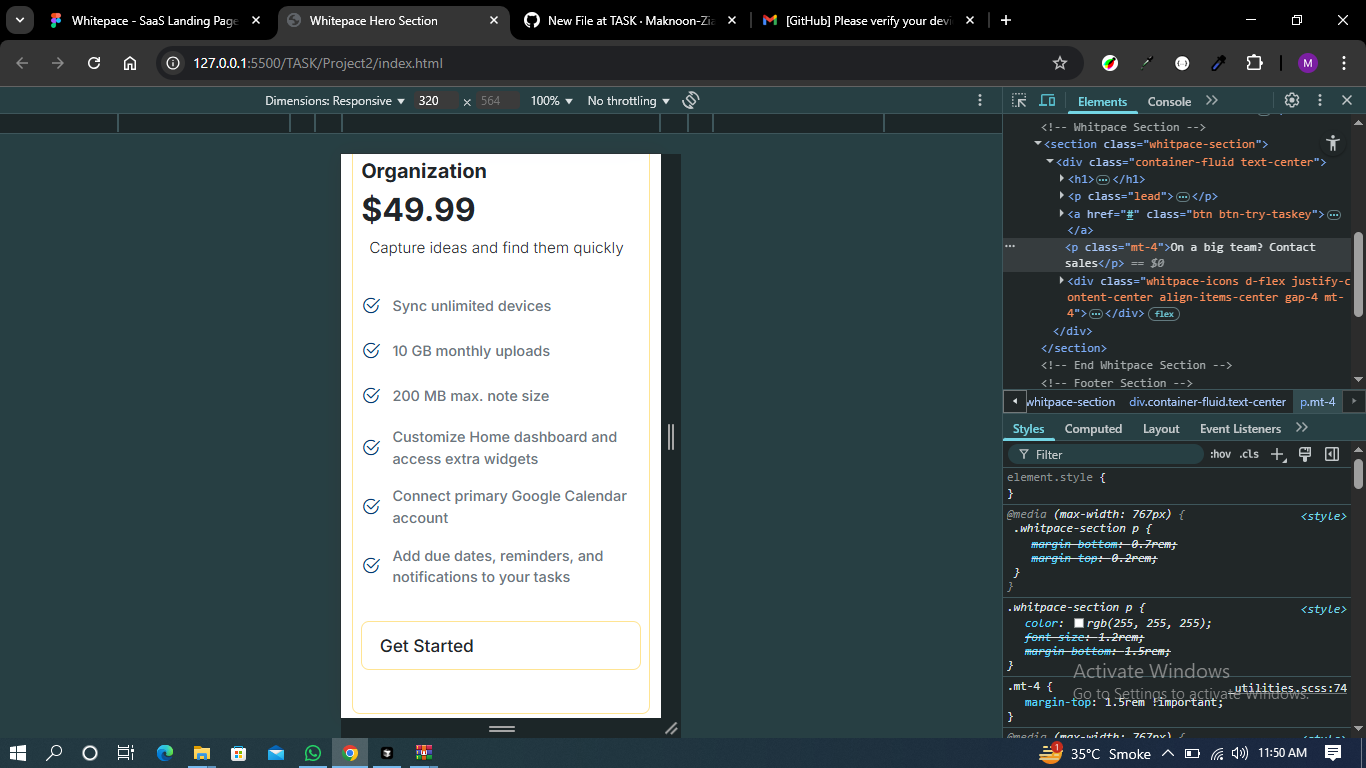 Whitepace - SaaS Landing Page
Whitepace Hero Section
New File at TASK · Maknoon-Zia
[GitHub] Please verify your devi
127.0.0.1:5500/TASK/Project2/index.html
M
Dimensions: Responsive
320
×
564
100%
No throttling
Elements
Console
Organization
$49.99
Capture ideas and find them quickly
Sync unlimited devices
10 GB monthly uploads
200 MB max. note size
Customize Home dashboard and
access extra widgets
Connect primary Google Calendar
account
Add due dates, reminders, and
notifications to your tasks
Get Started
<!-- Whitpace Section -->
<section class="whitpace-section">
<div class="container-fluid text-center">
<h1>…</h1>
<p class="lead">…</p>
<a href="#" class="btn btn-try-taskey">…
</a>
<p class="mt-4">On a big team? Contact
sales</p> == $0
<div class="whitpace-icons d-flex justify-c
ontent-center align-items-center gap-4 mt-
4">…</div> flex
</div>
</section>
<!-- End Whitpace Section -->
<!-- Footer Section -->
whitpace-section div.container-fluid.text-center p.mt-4
Styles Computed Layout Event Listeners
Filter :hov .cls
element.style {
}
@media (max-width: 767px) { <style>
.whitpace-section p {
margin-bottom: 0.7rem;
margin-top: 0.2rem;
}
}
.whitpace-section p { <style>
color: rgb(255, 255, 255);
font-size: 1.2rem;
margin-bottom: 1.5rem;
}
.mt-4 { _utilities.scss:74
margin-top: 1.5rem !important;
}
Activate Windows
Go to Settings to activate Windows.
1
35°C Smoke
11:50 AM